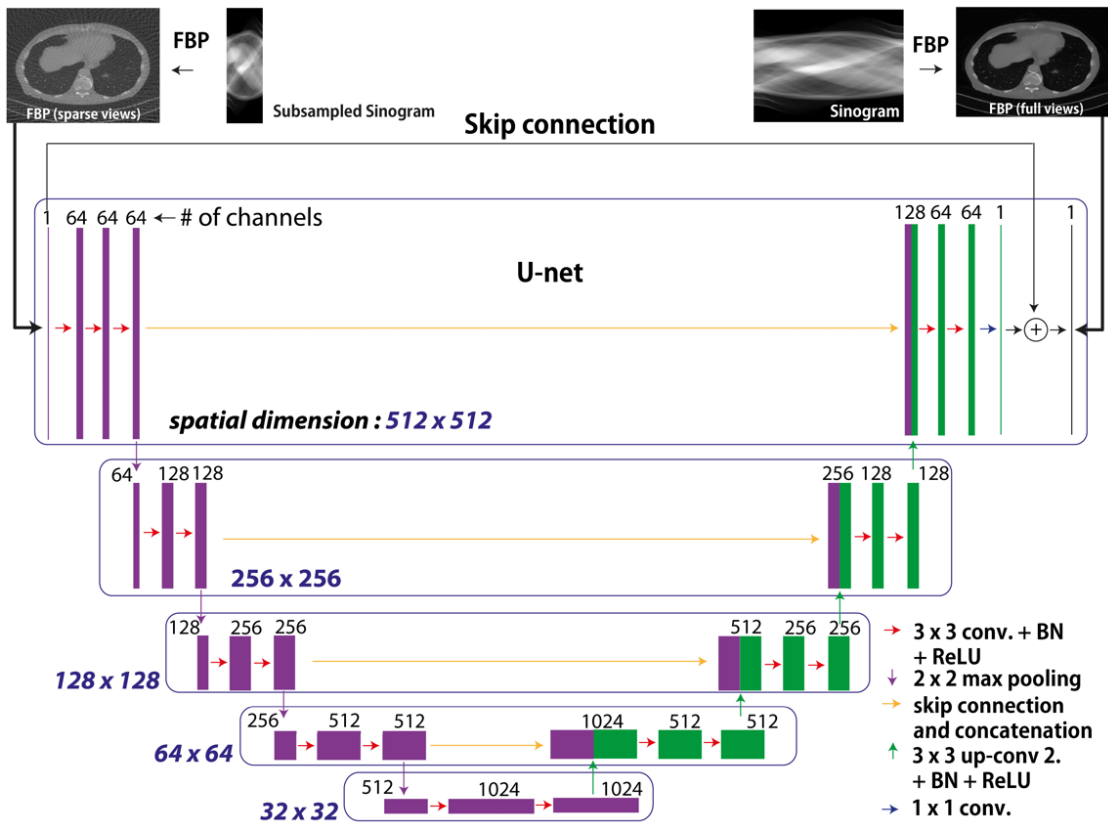 FBP
FBP (sparse views)
Subsampled Sinogram
Sinogram
FBP
FBP (full views)
Skip connection
1 64 64 64 ← # of channels
128 64 64 1 1
U-net
+
spatial dimension : 512 x 512
64 128 128
256 128 128
256 x 256
128 256 256
512 256 256
128 x 128
256 512 512
1024 512 512
64 x 64
512 1024 1024
32 x 32
3 x 3 conv. + BN
+ ReLU
2 x 2 max pooling
skip connection
and concatenation
3 x 3 up-conv 2.
+ BN + ReLU
1 x 1 conv.